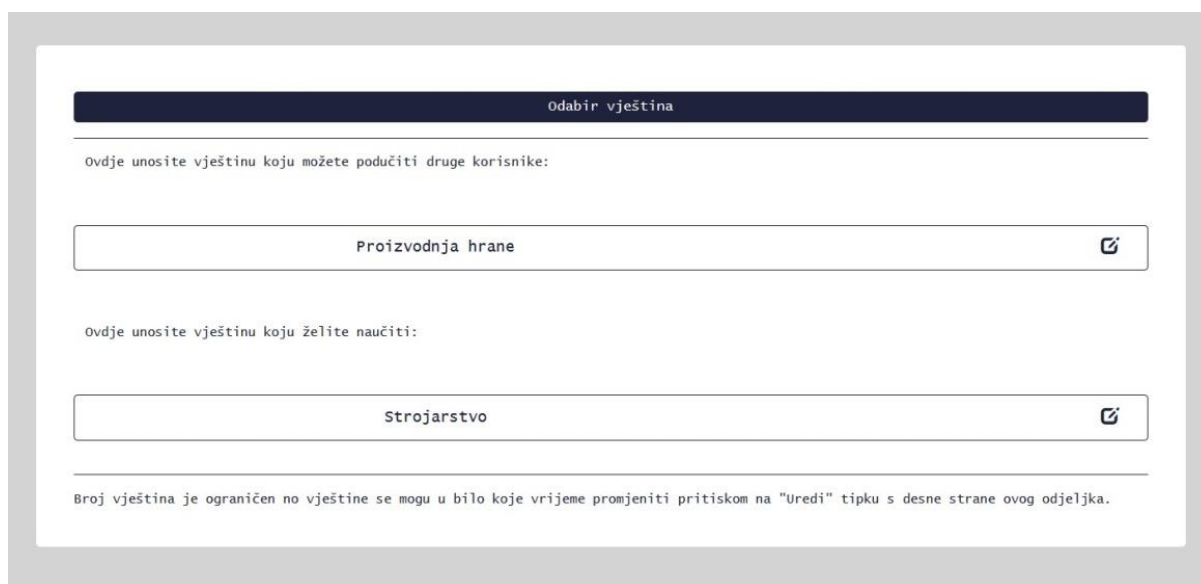 Odabir vještina
Ovdje unosite vještinu koju možete podučiti druge korisnike:
Proizvodnja hrane
Ovdje unosite vještinu koju želite naučiti:
Strojarstvo
Broj vještina je ograničen no vještine se mogu u bilo koje vrijeme promjeniti pritiskom na "Uredi" tipku s desne strane ovog odjeljka.